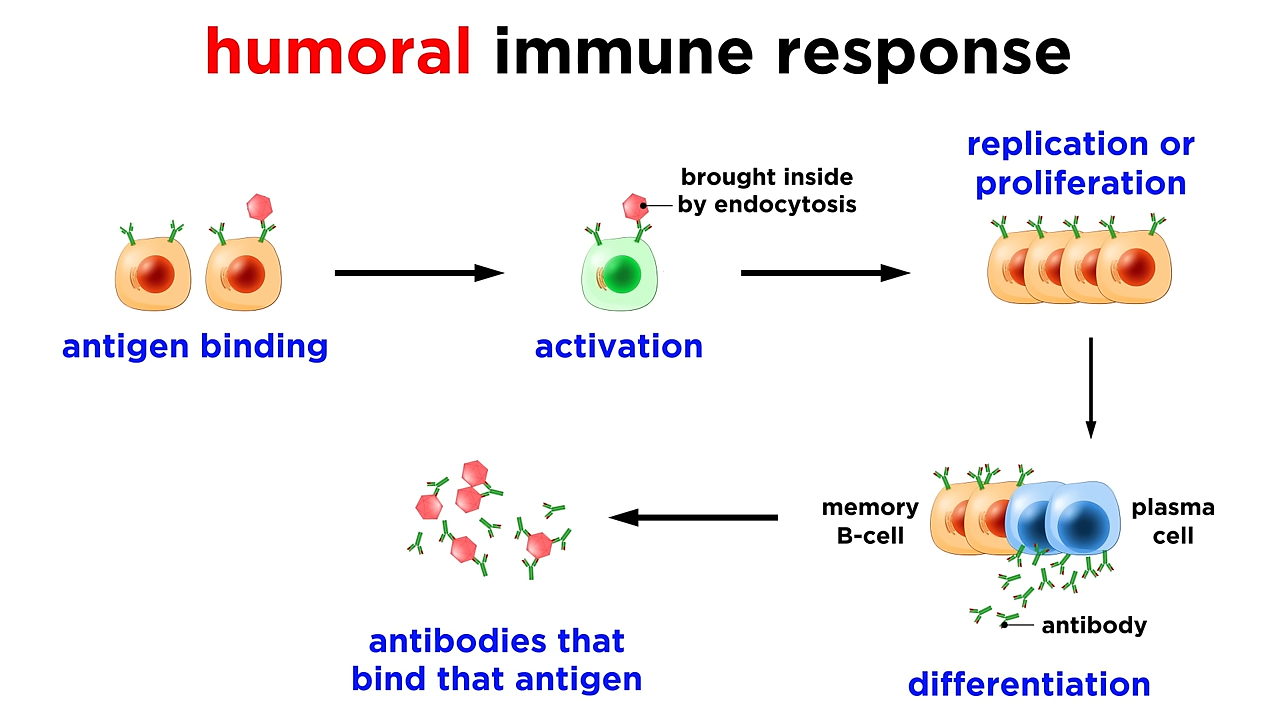 humoral immune response
antigen binding
activation
brought inside
by endocytosis
replication or
proliferation
memory
B-cell
plasma
cell
antibody
differentiation
antibodies that
bind that antigen